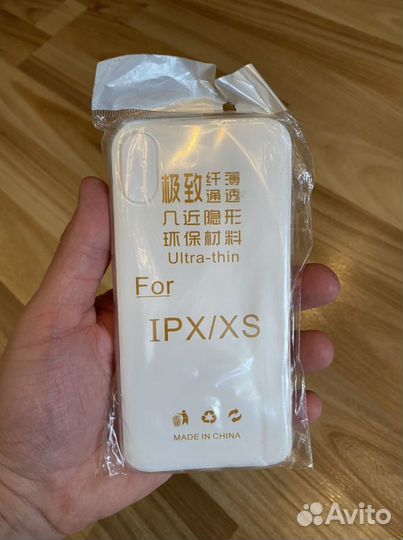 极致纤薄通透
几近隐形
环保材料
Ultra-thin
For
IPX/XS
MADE IN CHINA
Avito